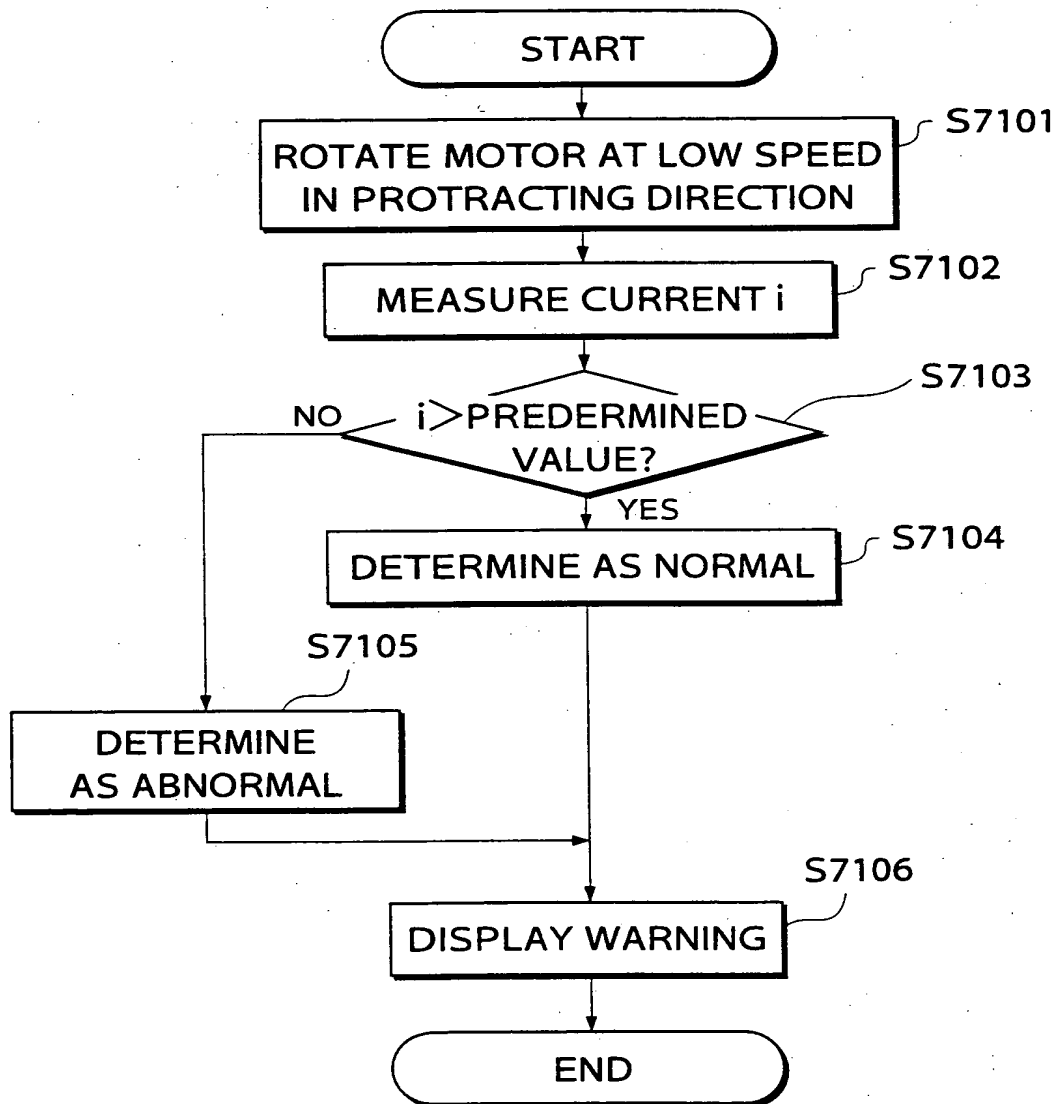 START
S7101
ROTATE MOTOR AT LOW SPEED
IN PROTRACTING DIRECTION
S7102
MEASURE CURRENT i
S7103
NO
i>PREDERMINED
VALUE?
YES
S7104
DETERMINE AS NORMAL
S7105
DETERMINE
AS ABNORMAL
S7106
DISPLAY WARNING
END